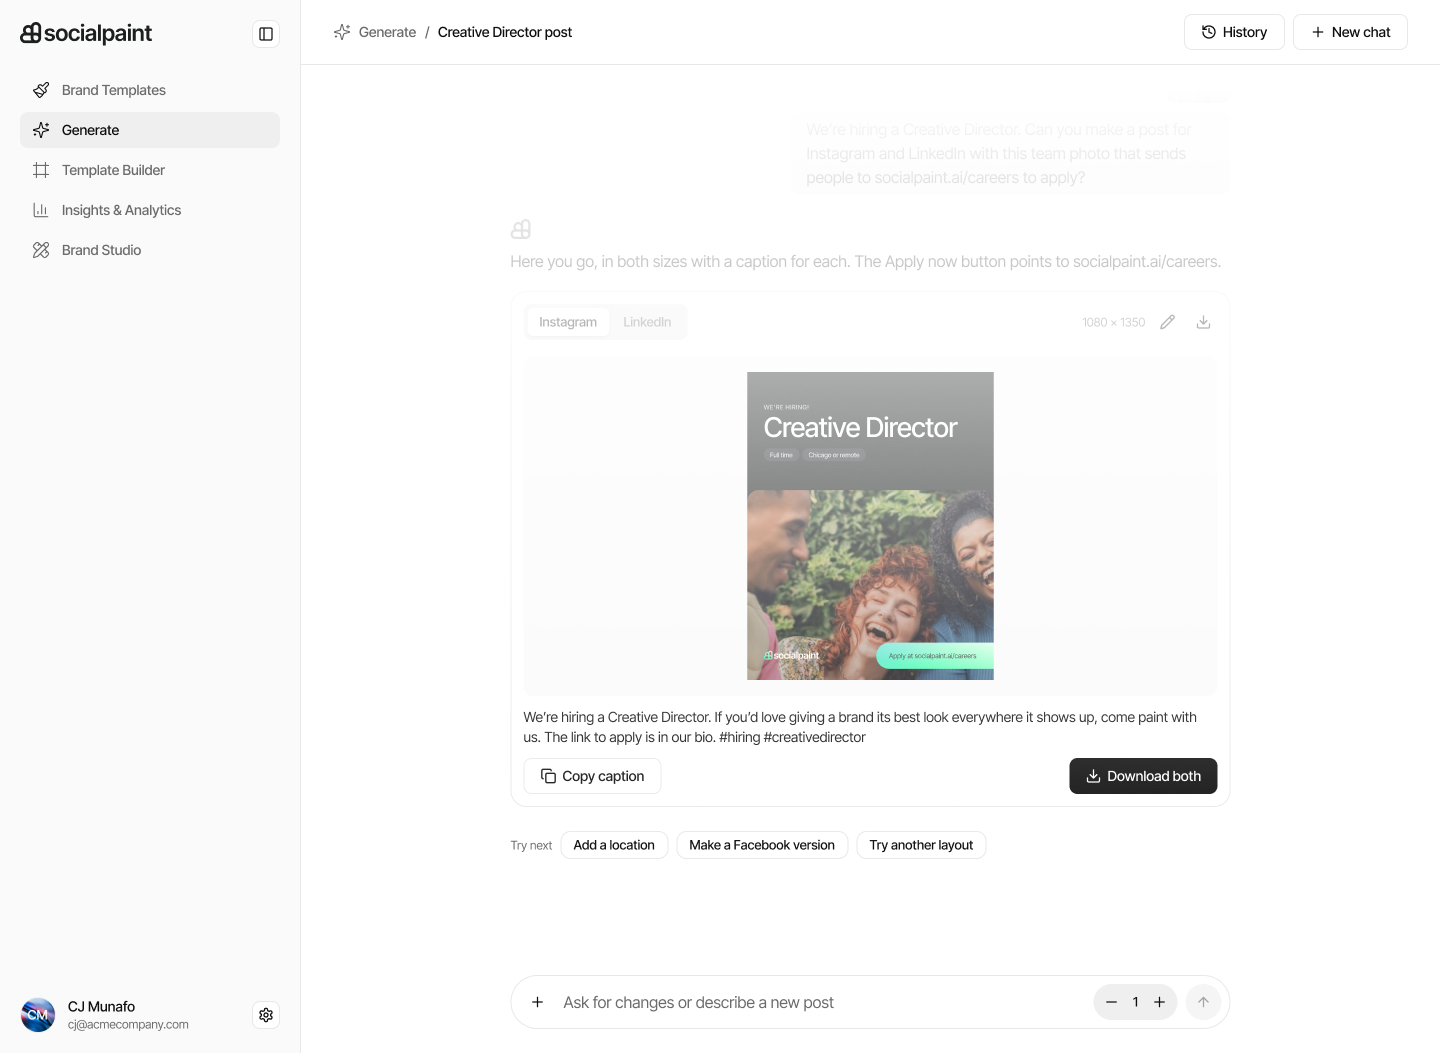 socialpaint
Generate / Creative Director post
History
New chat
Brand Templates
Generate
Template Builder
Insights & Analytics
Brand Studio
We're hiring a Creative Director. Can you make a post for
Instagram and LinkedIn with this team photo that sends
people to socialpaint.ai/careers to apply?
Here you go, in both sizes with a caption for each. The Apply now button points to socialpaint.ai/careers.
Instagram
LinkedIn
1080 × 1350
WE'RE HIRING!
Creative Director
Full time
Chicago or remote
socialpaint
Apply at socialpaint.ai/careers
We’re hiring a Creative Director. If you’d love giving a brand its best look everywhere it shows up, come paint with
us. The link to apply is in our bio. #hiring #creativedirector
Copy caption
Download both
Try next
Add a location
Make a Facebook version
Try another layout
Ask for changes or describe a new post
1
CM
CJ Munafo
cj@acmecompany.com